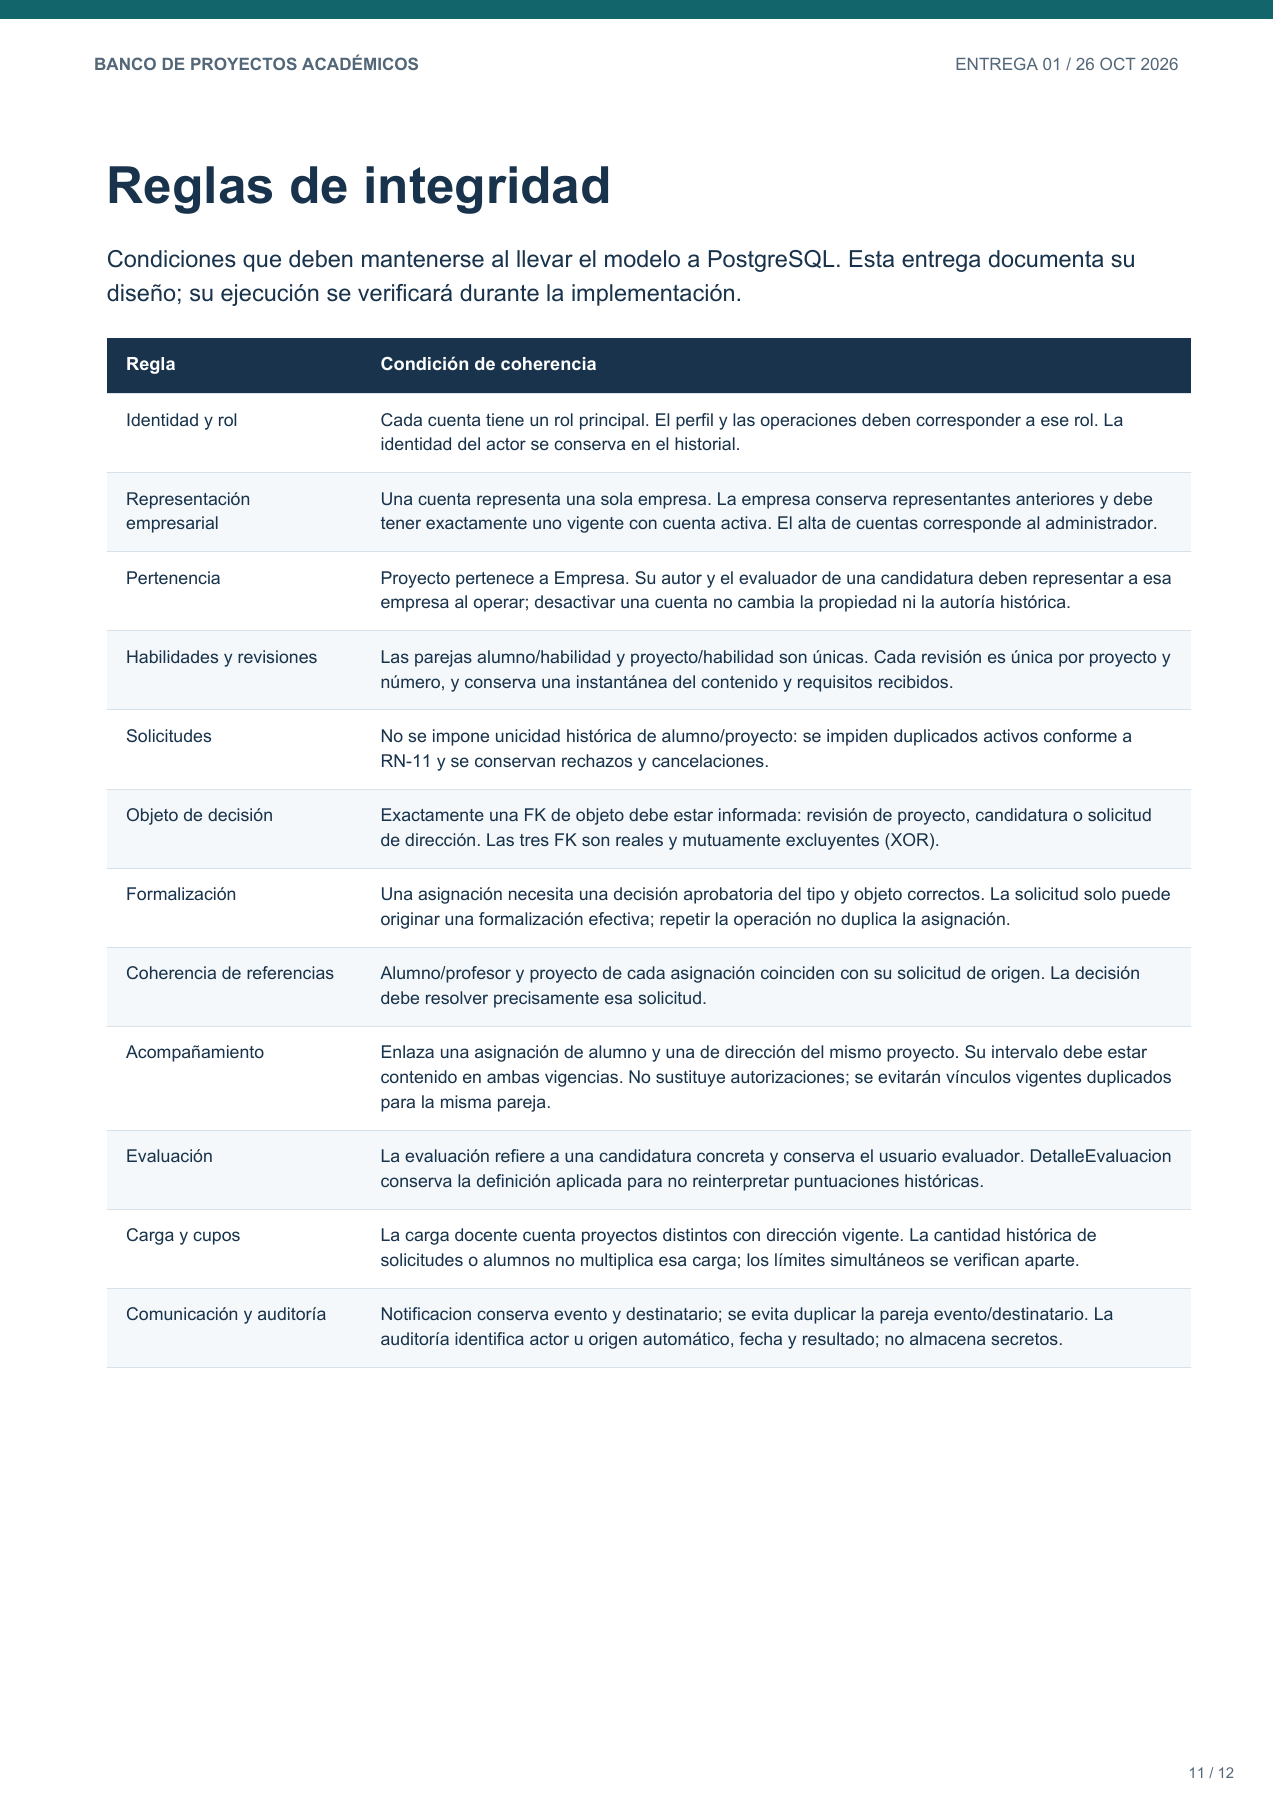 BANCO DE PROYECTOS ACADÉMICOS
ENTREGA 01 / 26 OCT 2026
Reglas de integridad
Condiciones que deben mantenerse al llevar el modelo a PostgreSQL. Esta entrega documenta su
diseño; su ejecución se verificará durante la implementación.
Regla
Condición de coherencia
Identidad y rol
Cada cuenta tiene un rol principal. El perfil y las operaciones deben corresponder a ese rol. La
identidad del actor se conserva en el historial.
Representación
empresarial
Una cuenta representa una sola empresa. La empresa conserva representantes anteriores y debe
tener exactamente uno vigente con cuenta activa. El alta de cuentas corresponde al administrador.
Pertenencia
Proyecto pertenece a Empresa. Su autor y el evaluador de una candidatura deben representar a esa
empresa al operar; desactivar una cuenta no cambia la propiedad ni la autoría histórica.
Habilidades y revisiones
Las parejas alumno/habilidad y proyecto/habilidad son únicas. Cada revisión es única por proyecto y
número, y conserva una instantánea del contenido y requisitos recibidos.
Solicitudes
No se impone unicidad histórica de alumno/proyecto: se impiden duplicados activos conforme a
RN-11 y se conservan rechazos y cancelaciones.
Objeto de decisión
Exactamente una FK de objeto debe estar informada: revisión de proyecto, candidatura o solicitud
de dirección. Las tres FK son reales y mutuamente excluyentes (XOR).
Formalización
Una asignación necesita una decisión aprobatoria del tipo y objeto correctos. La solicitud solo puede
originar una formalización efectiva; repetir la operación no duplica la asignación.
Coherencia de referencias
Alumno/profesor y proyecto de cada asignación coinciden con su solicitud de origen. La decisión
debe resolver precisamente esa solicitud.
Acompañamiento
Enlaza una asignación de alumno y una de dirección del mismo proyecto. Su intervalo debe estar
contenido en ambas vigencias. No sustituye autorizaciones; se evitarán vínculos vigentes duplicados
para la misma pareja.
Evaluación
La evaluación refiere a una candidatura concreta y conserva el usuario evaluador. DetalleEvaluacion
conserva la definición aplicada para no reinterpretar puntuaciones históricas.
Carga y cupos
La carga docente cuenta proyectos distintos con dirección vigente. La cantidad histórica de
solicitudes o alumnos no multiplica esa carga; los límites simultáneos se verifican aparte.
Comunicación y auditoría
Notificacion conserva evento y destinatario; se evita duplicar la pareja evento/destinatario. La
auditoría identifica actor u origen automático, fecha y resultado; no almacena secretos.
11 / 12